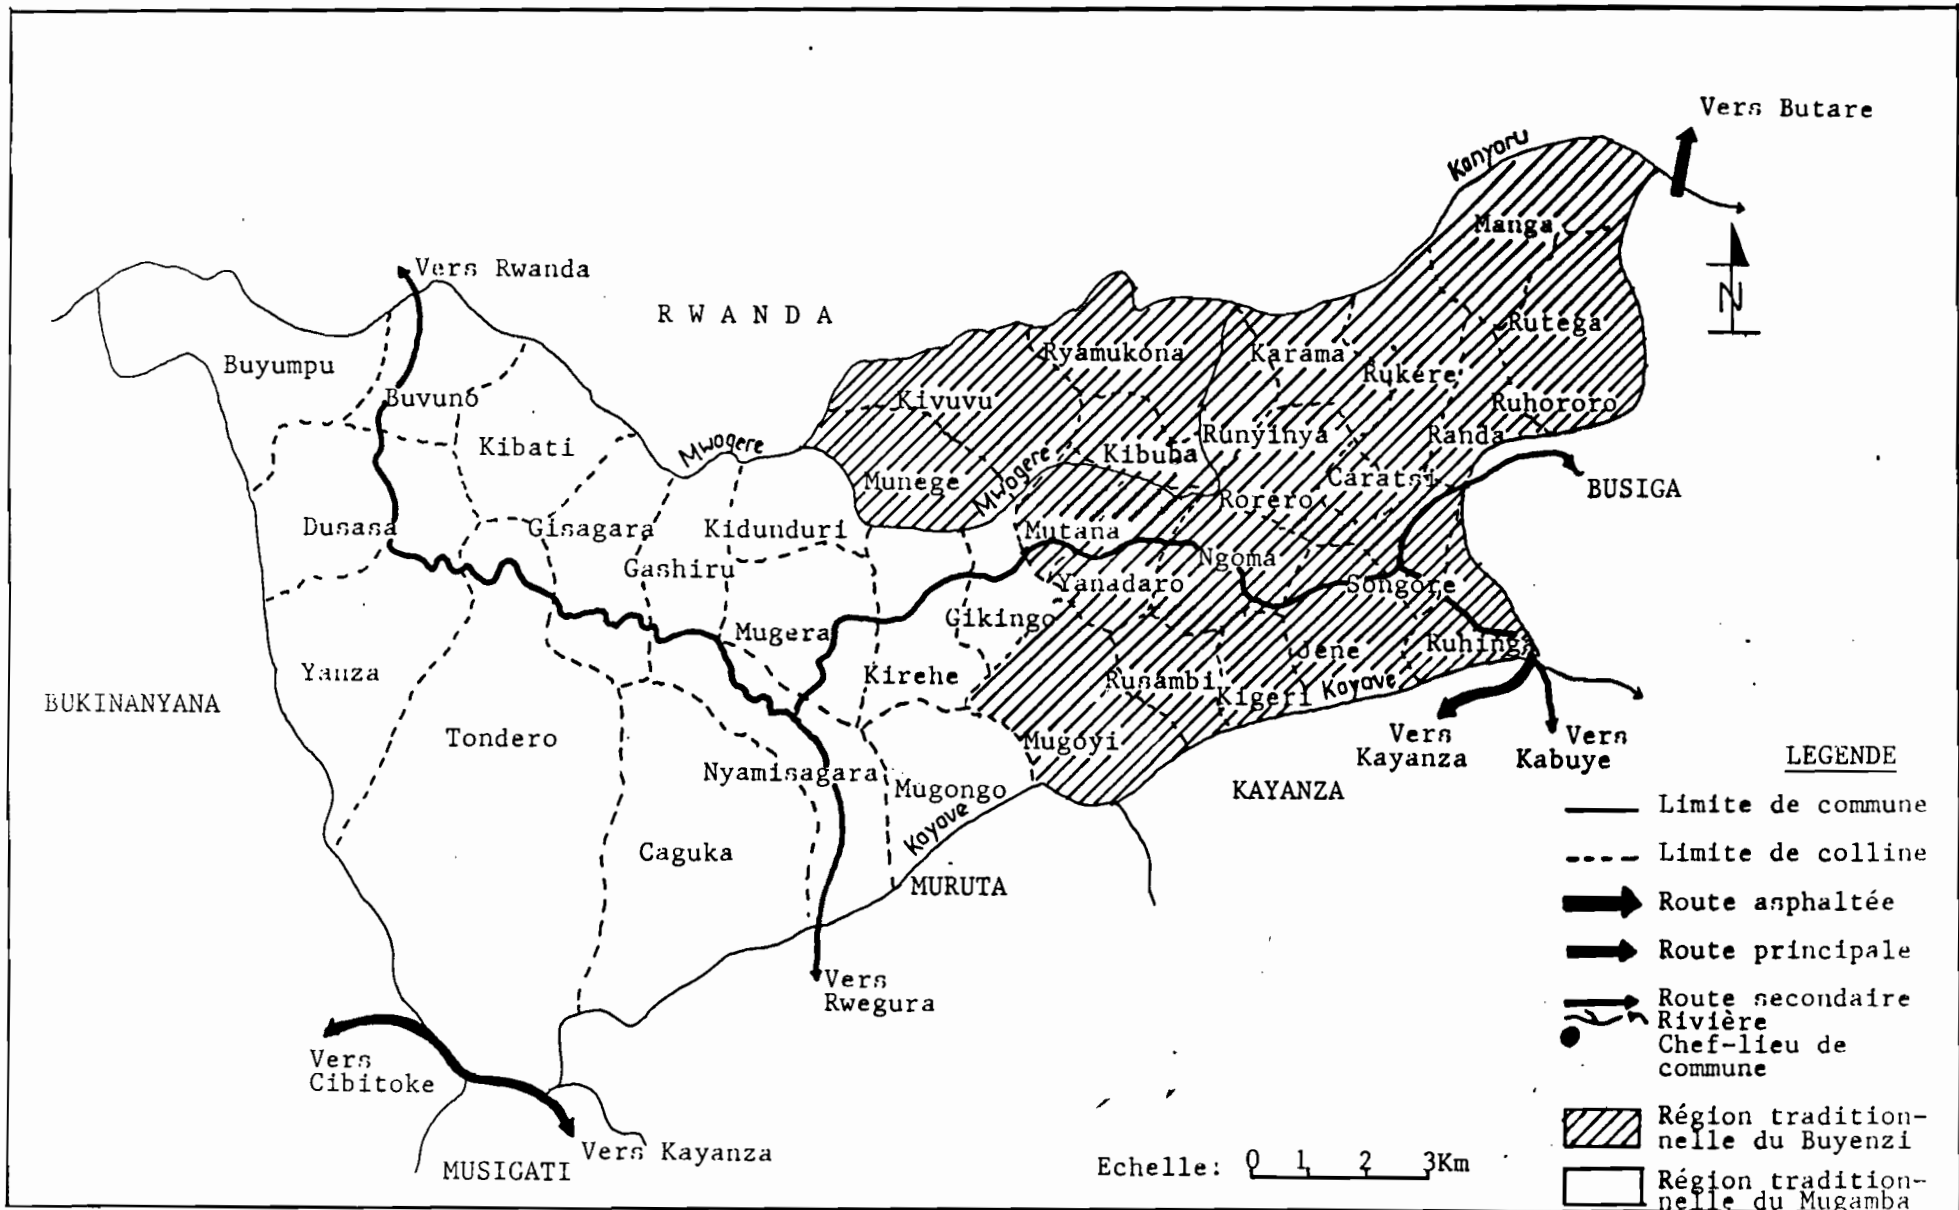 Vers Butare
Kanyaru
Manga
Vers Rwanda
RWANDA
N
Rutega
Buyumpu
Ryamukona
Karama
Rukere
Buvuno
Kivuvu
Ruhororo
Kibati
Mwogere
Runyinya
Randa
Kibuba
Munege
Mwogere
Caratsi
BUSIGA
Rorero
Dusasa
Gisagara
Kidunduri
Mutana
Gashiru
Ngoma
Yanadaro
Songore
Gikingo
Mugera
Ruhinga
Jene
Yanza
Kirehe
Rusambi
Kigeri
Kayave
BUKINANYANA
Tondero
Mugoyi
Vers
Kayanza
Vers
Kabuye
Nyamisagara
Mugongo
KAYANZA
Kayave
Caguka
MURUTA
Vers
Rwegura
Vers
Cibitoke
Vers Kayanza
MUSIGATI
Echelle: 0 1 2 3Km
LEGENDE
Limite de commune
Limite de colline
Route asphaltée
Route principale
Route secondaire
Rivière
Chef-lieu de
commune
Région tradition-
nelle du Buyenzi
Région tradition-
nelle du Mugamba